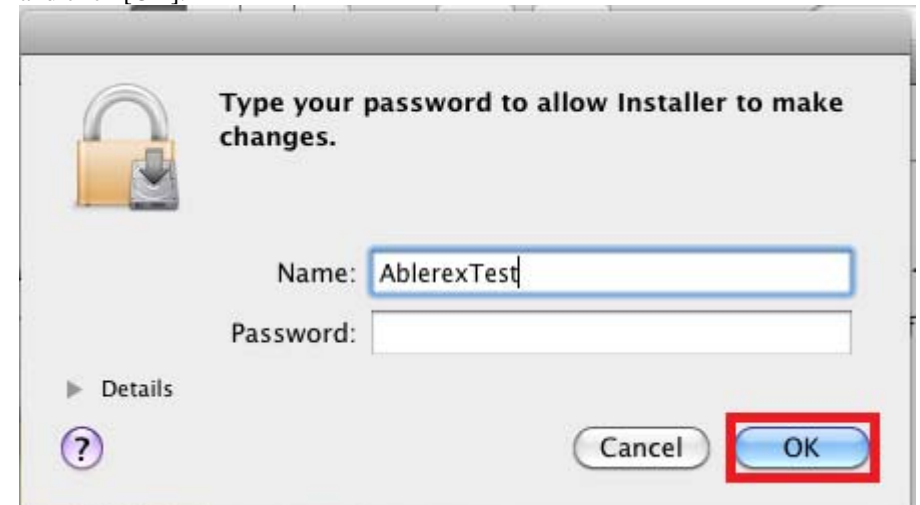 Type your password to allow Installer to make
changes.
Name: AblerexTest
Password:
Details
?
Cancel
OK